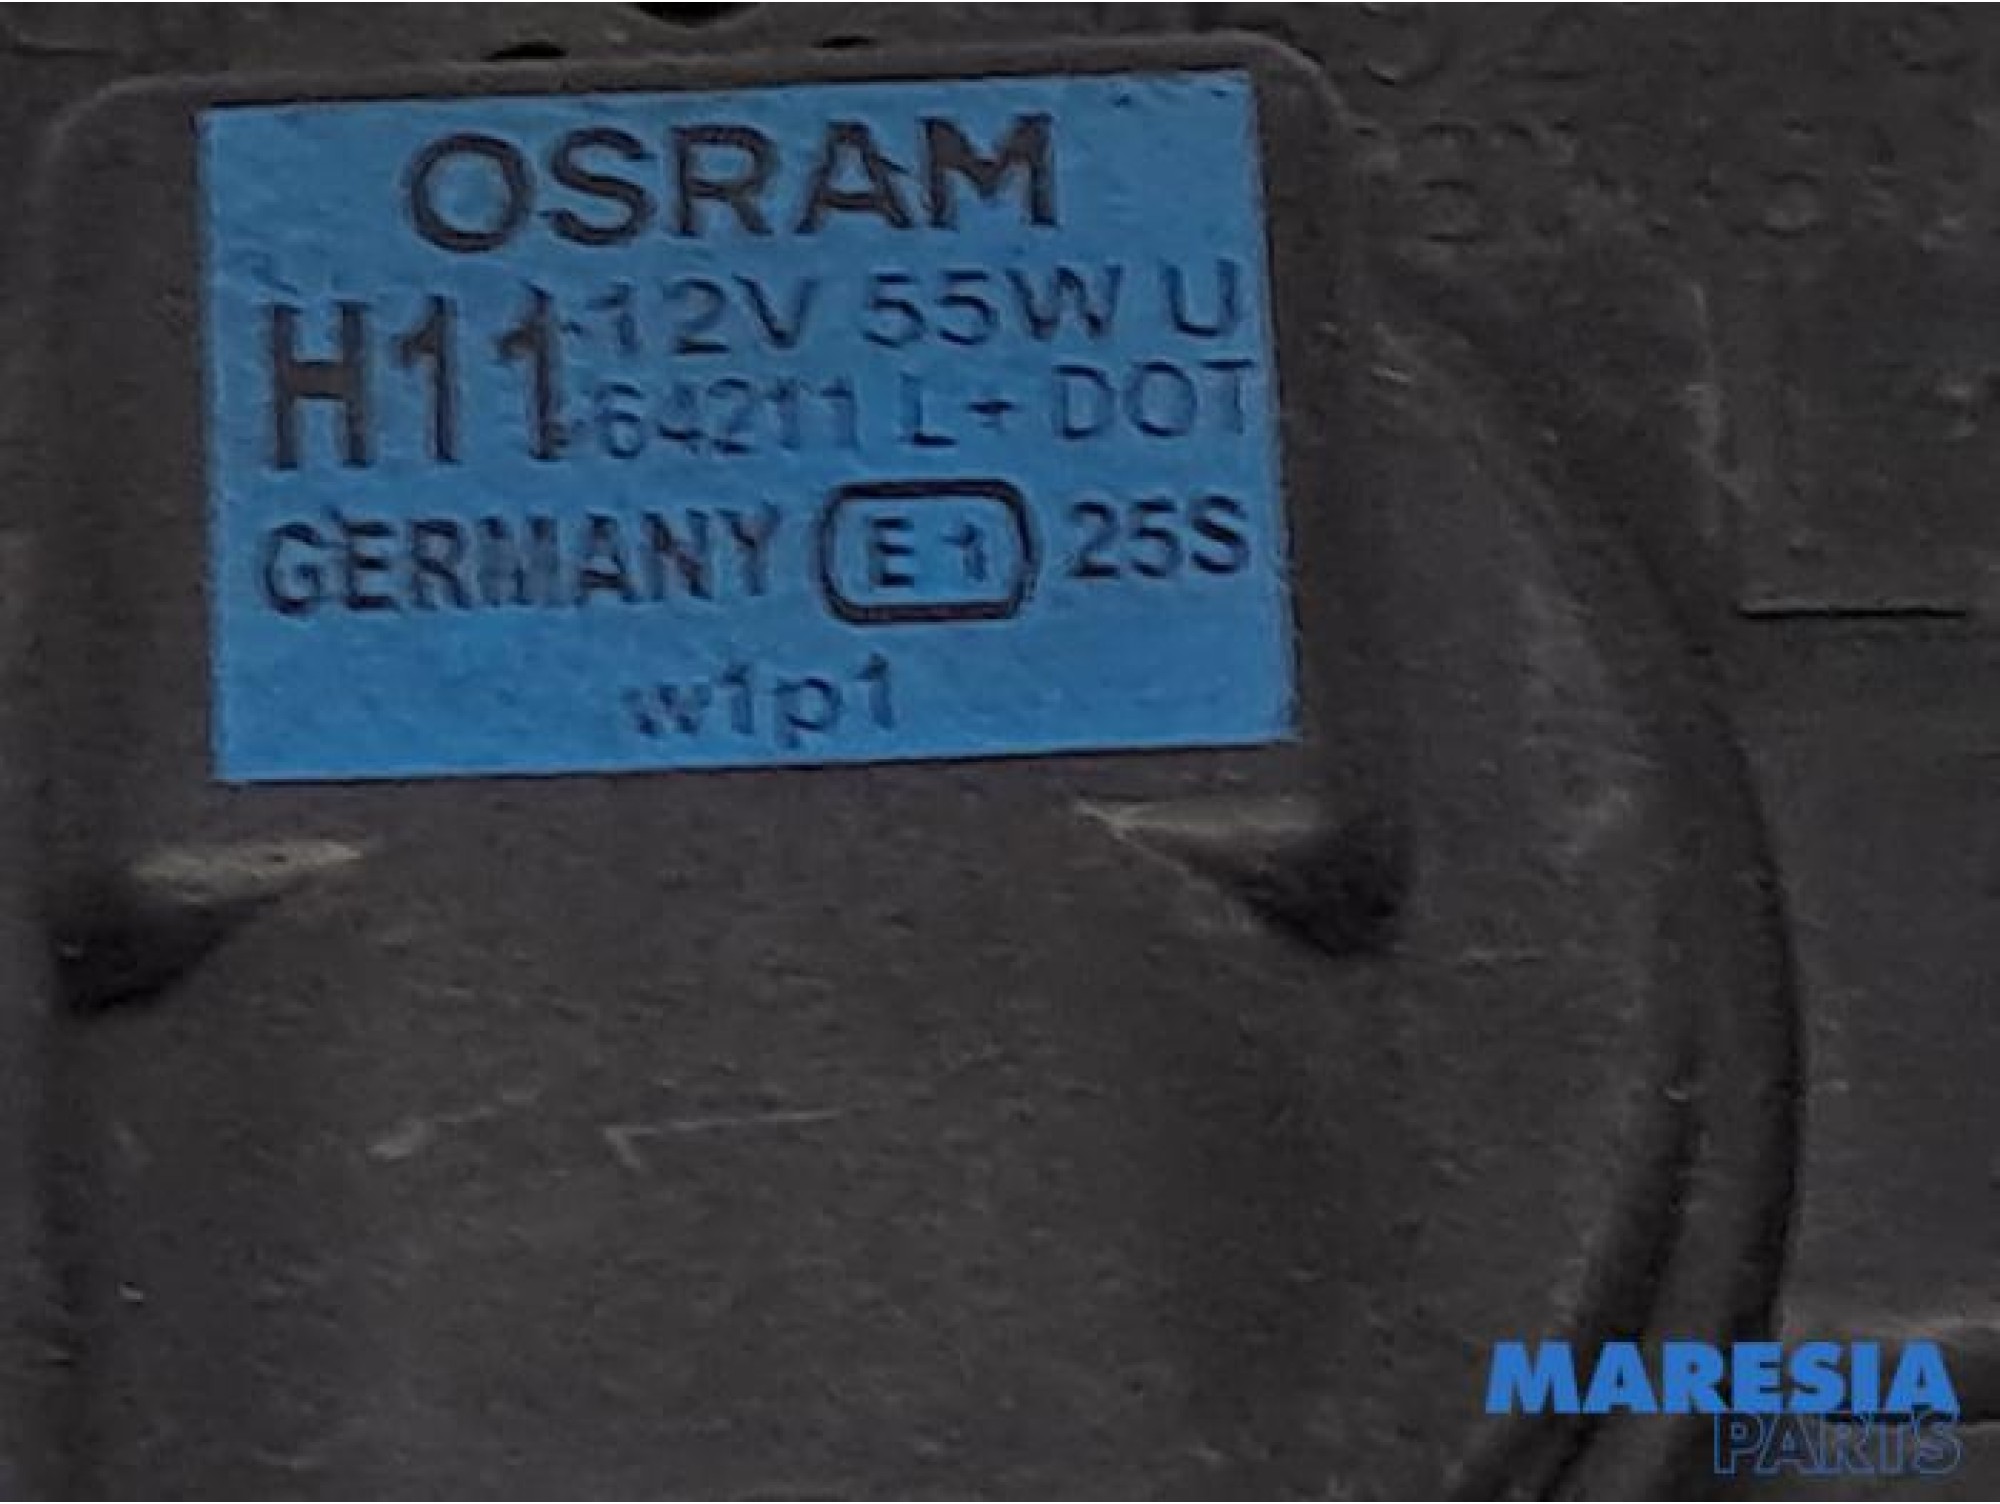 OSRAM
H11 12V 55W U
64211 L+ DOT
GERMANY E1 25S
w1p1
MARESIA
PARTS